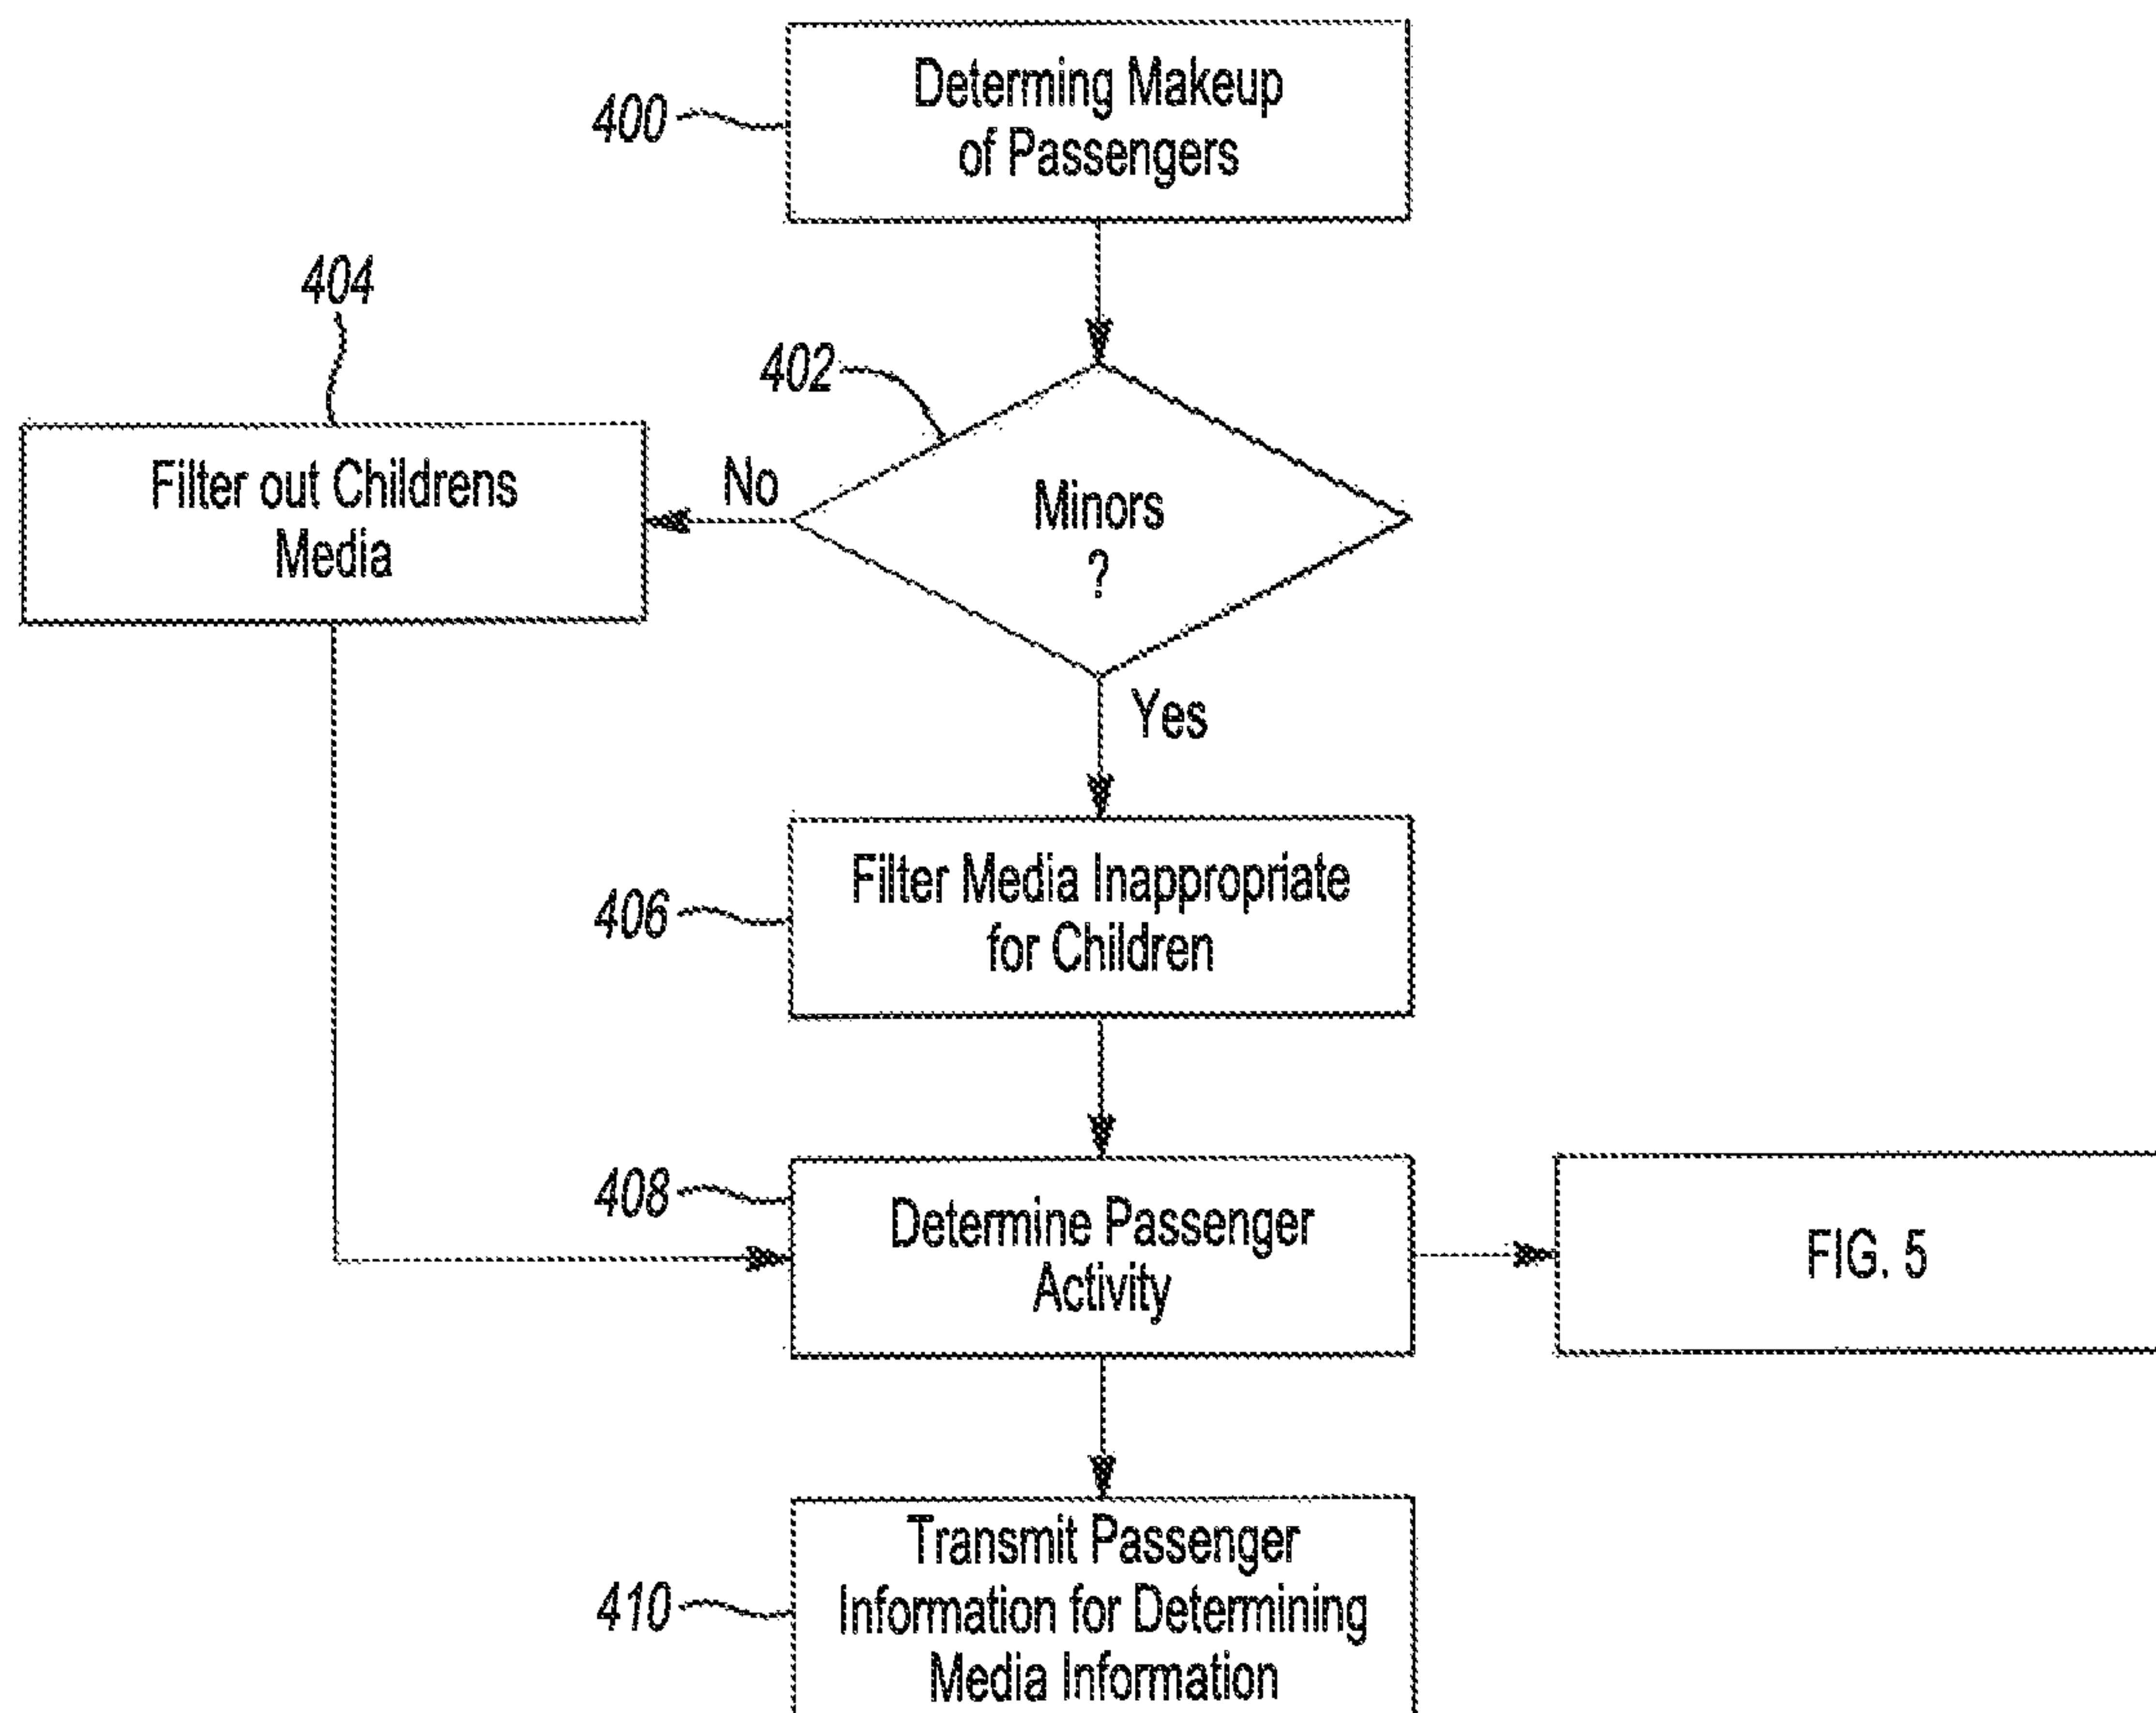 400
Determing Makeup
of Passengers
404
402
Filter out Childrens
Media
No
Minors
?
Yes
406
Filter Media Inappropriate
for Children
408
Determine Passenger
Activity
FIG. 5
410
Transmit Passenger
Information for Determining
Media Information